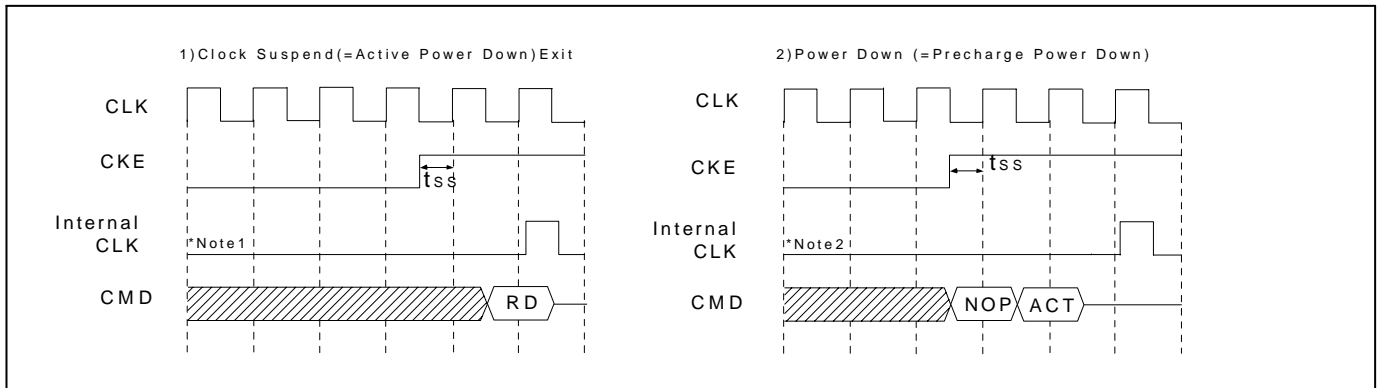 1)Clock Suspend(=Active Power Down)Exit
CLK
CKE
tss
Internal
CLK
*Note1
CMD
RD
2)Power Down (=Precharge Power Down)
CLK
CKE
tss
Internal
CLK
*Note2
CMD
NOP
ACT